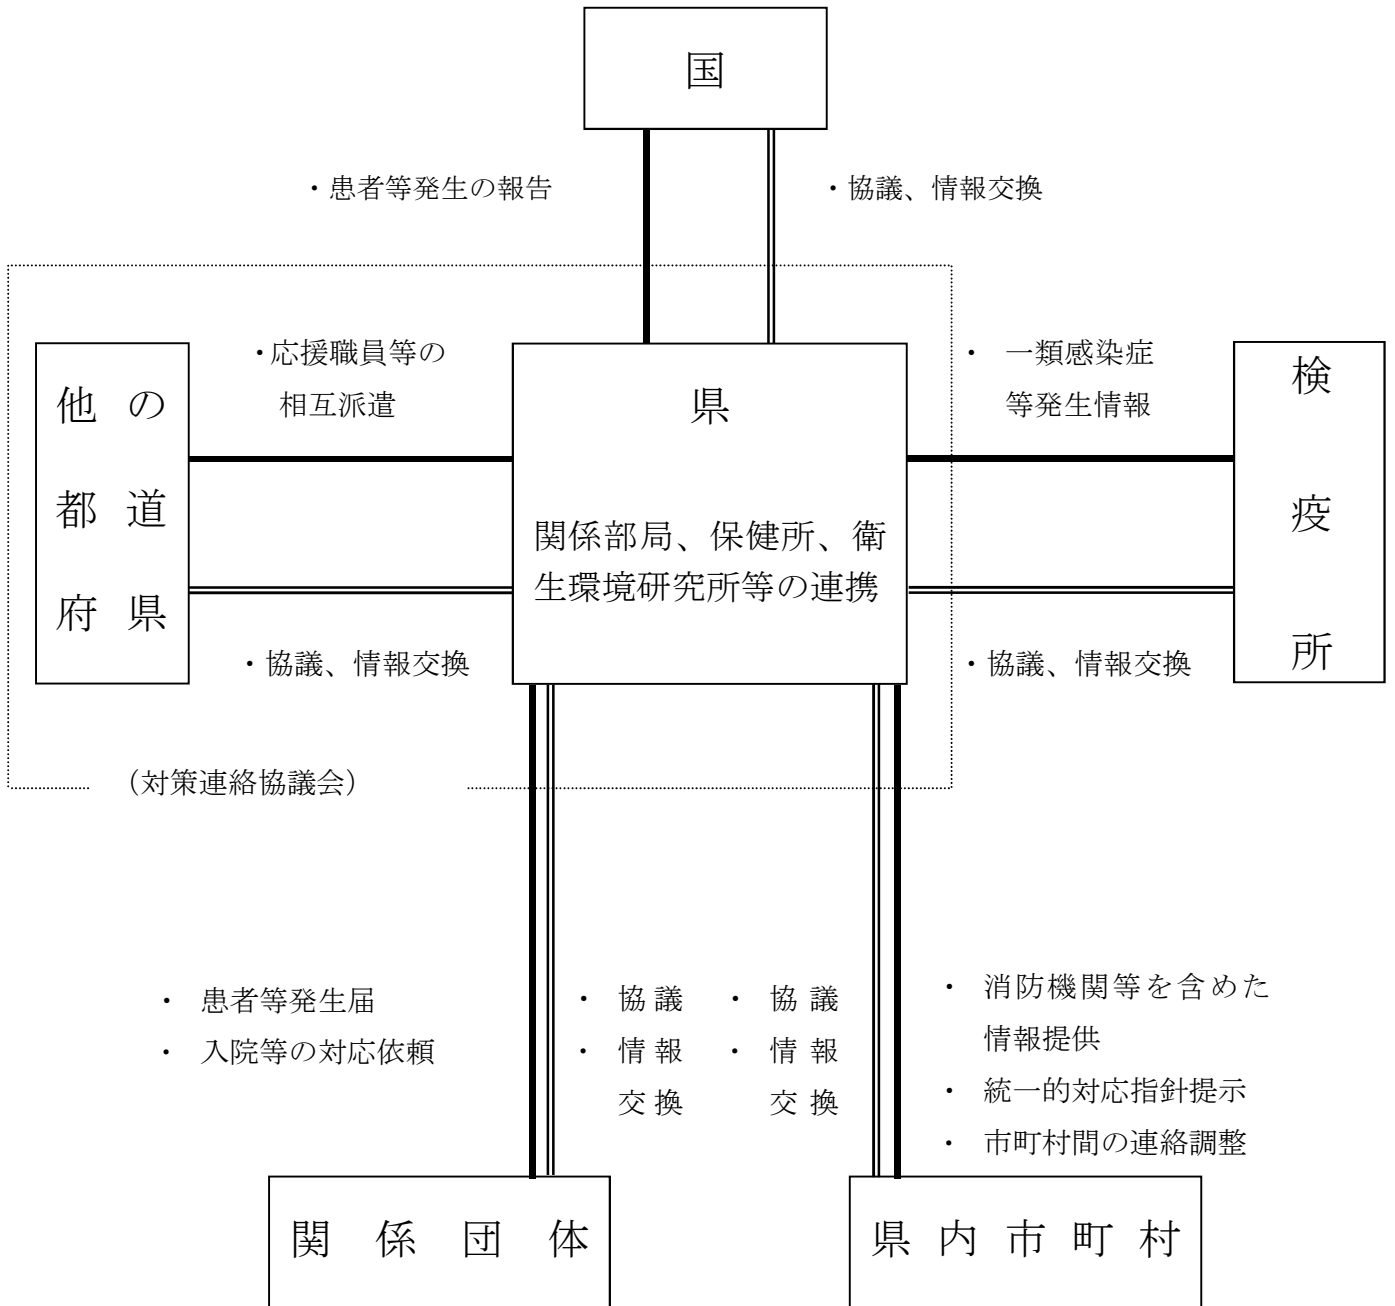 国
・患者等発生の報告
・協議、情報交換
・応援職員等の
相互派遣
・ 一類感染症
等発生情報
他の
都道
府県
県
関係部局、保健所、衛
生環境研究所等の連携
検
疫
所
・協議、情報交換
・協議、情報交換
（対策連絡協議会）
・ 患者等発生届
・ 入院等の対応依頼
・ 協議
・ 情報
交換
・ 協議
・ 情報
交換
・ 消防機関等を含めた
情報提供
・ 統一的対応指針提示
・ 市町村間の連絡調整
関係団体
県内市町村